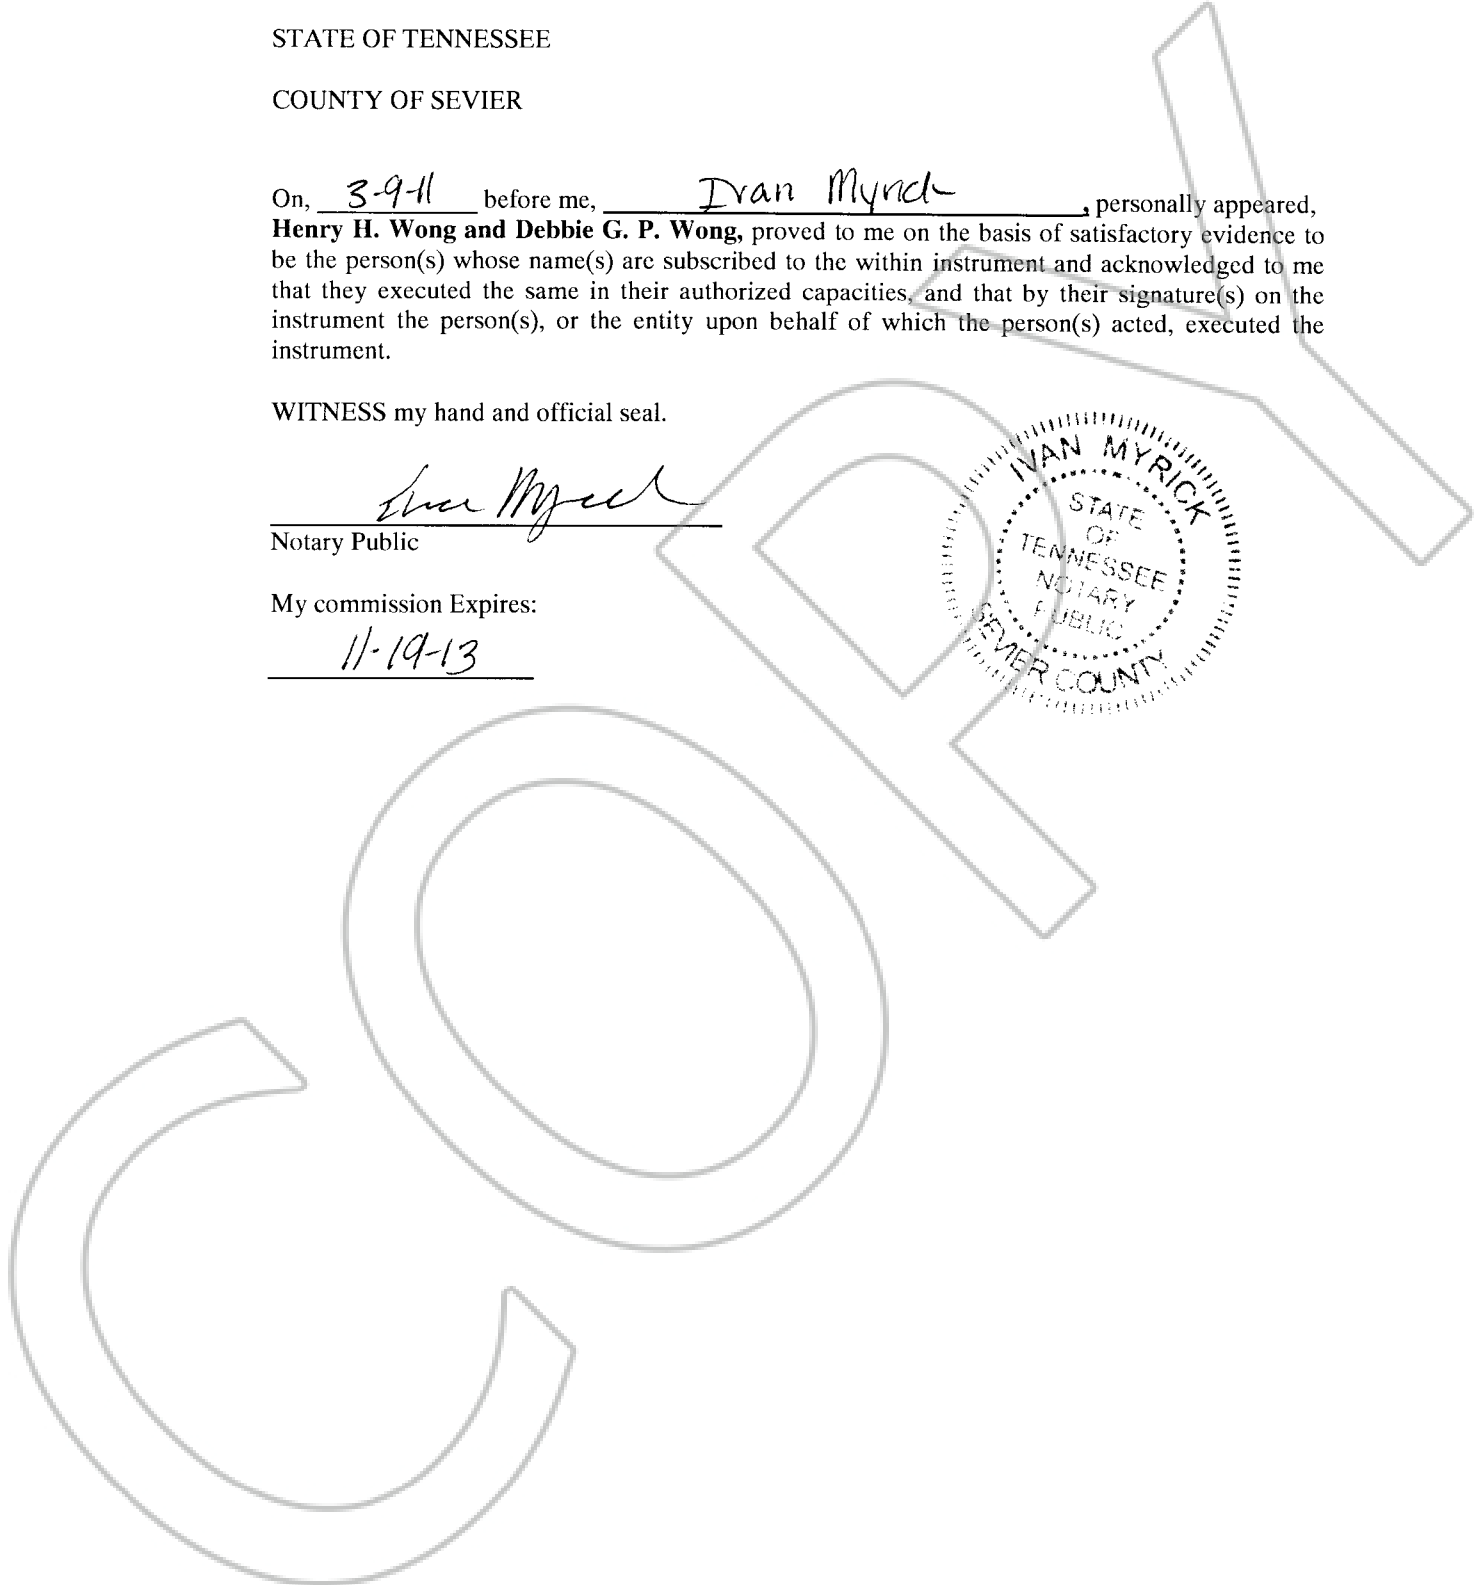 STATE OF TENNESSEE
COUNTY OF SEVIER
On, 3-9-11 before me, Ivan Myrick, personally appeared,
Henry H. Wong and Debbie G. P. Wong, proved to me on the basis of satisfactory evidence to
be the person(s) whose name(s) are subscribed to the within instrument and acknowledged to me
that they executed the same in their authorized capacities, and that by their signature(s) on the
instrument the person(s), or the entity upon behalf of which the person(s) acted, executed the
instrument.
WITNESS my hand and official seal.
Ivan Myrick
Notary Public
My commission Expires:
11-19-13
IVAN MYRICK
STATE
OF
TENNESSEE
NOTARY
PUBLIC
SEVIER COUNTY
COPY